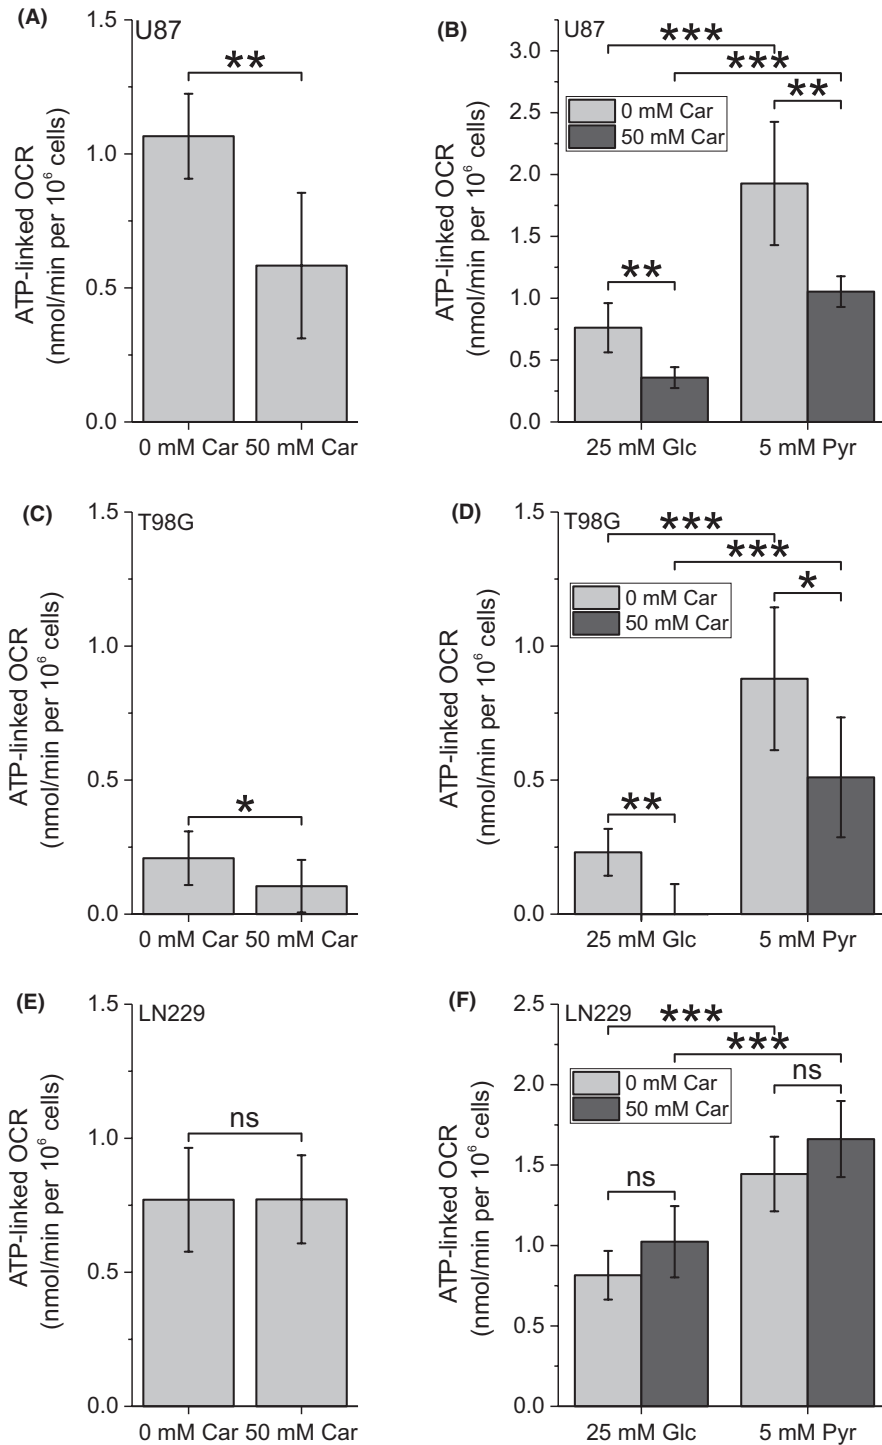 (A)
U87
**
1.5
1.0
0.5
0.0
ATP-linked OCR
(nmol/min per 10⁶ cells)
0 mM Car 50 mM Car
(B)
U87
***
***
**
0 mM Car
50 mM Car
**
3.0
2.5
2.0
1.5
1.0
0.5
0.0
ATP-linked OCR
(nmol/min per 10⁶ cells)
25 mM Glc 5 mM Pyr
(C)
T98G
*
1.5
1.0
0.5
0.0
ATP-linked OCR
(nmol/min per 10⁶ cells)
0 mM Car 50 mM Car
(D)
T98G
***
***
*
0 mM Car
50 mM Car
**
1.5
1.0
0.5
0.0
ATP-linked OCR
(nmol/min per 10⁶ cells)
25 mM Glc 5 mM Pyr
(E)
LN229
ns
1.5
1.0
0.5
0.0
ATP-linked OCR
(nmol/min per 10⁶ cells)
0 mM Car 50 mM Car
(F)
LN229
***
***
ns
0 mM Car
50 mM Car
ns
2.5
2.0
1.5
1.0
0.5
0.0
ATP-linked OCR
(nmol/min per 10⁶ cells)
25 mM Glc 5 mM Pyr